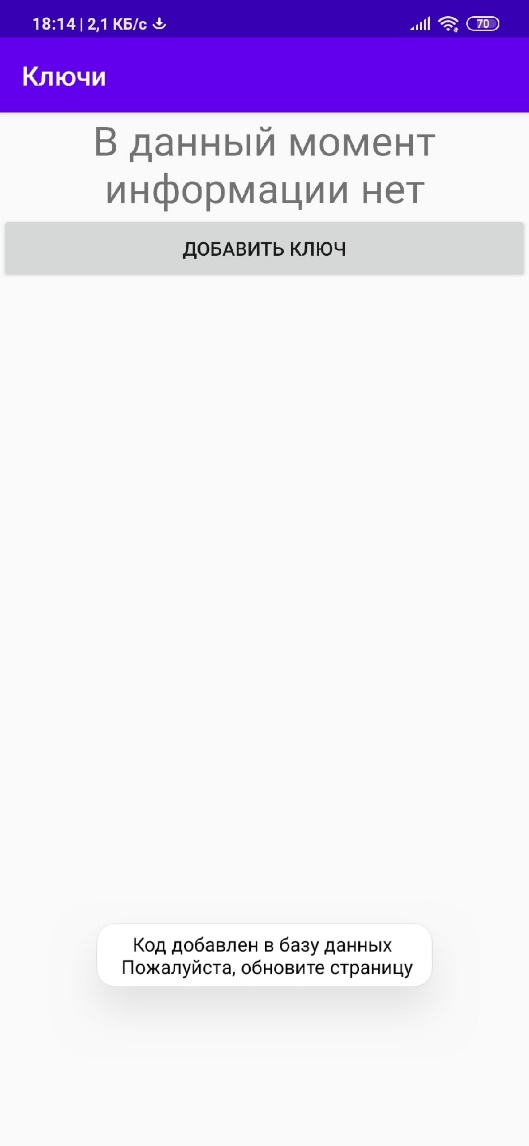 18:14 | 2,1 КБ/с
70
Ключи
В данный момент
информации нет
ДОБАВИТЬ КЛЮЧ
Код добавлен в базу данных
Пожалуйста, обновите страницу